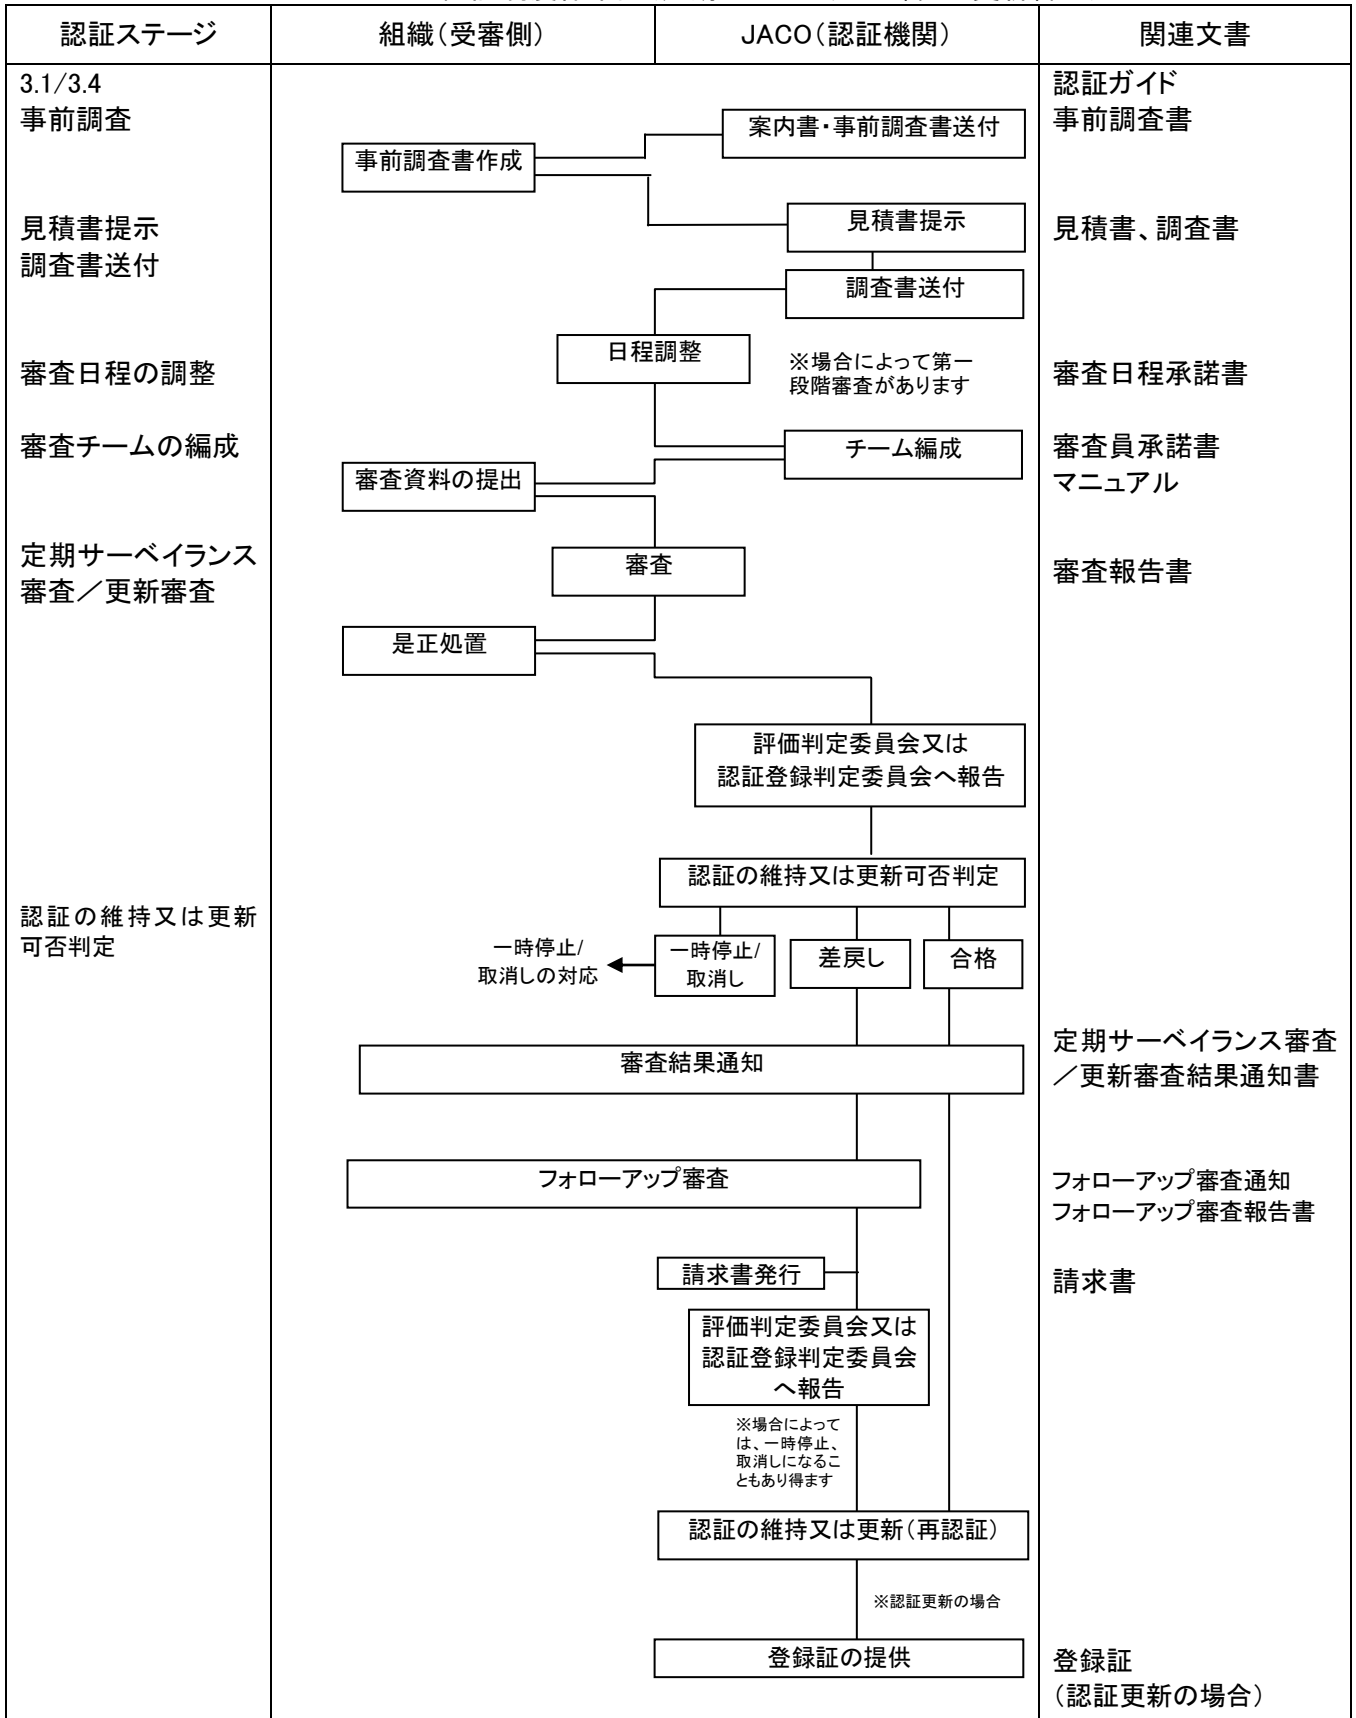 認証ステージ
組織（受審側）
JACO（認証機関）
関連文書
3.1/3.4
事前調査
認証ガイド
事前調査書
案内書・事前調査書送付
事前調査書作成
見積書提示
調査書送付
見積書提示
見積書、調査書
調査書送付
日程調整
※場合によって第一
段階審査があります
審査日程の調整
審査日程承諾書
審査チームの編成
チーム編成
審査員承諾書
マニュアル
審査資料の提出
定期サーベイランス
審査／更新審査
審査
審査報告書
是正処置
評価判定委員会又は
認証登録判定委員会へ報告
認証の維持又は更新可否判定
認証の維持又は更新
可否判定
一時停止/
取消しの対応
一時停止/
取消し
差戻し
合格
審査結果通知
定期サーベイランス審査
／更新審査結果通知書
フォローアップ審査
フォローアップ審査通知
フォローアップ審査報告書
請求書発行
請求書
評価判定委員会又は
認証登録判定委員会
へ報告
※場合によって
は、一時停止、
取消しになるこ
ともあり得ます
認証の維持又は更新（再認証）
※認証更新の場合
登録証の提供
登録証
（認証更新の場合）